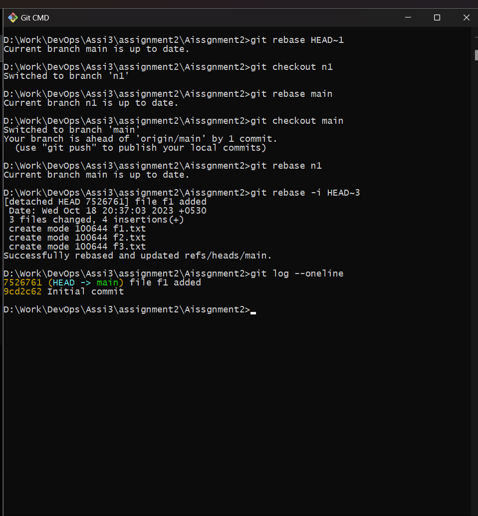 Git CMD
D:\Work\DevOps\Assi3\assignment2\Aissgnment2>git rebase HEAD~1
Current branch main is up to date.
D:\Work\DevOps\Assi3\assignment2\Aissgnment2>git checkout n1
Switched to branch 'n1'
D:\Work\DevOps\Assi3\assignment2\Aissgnment2>git rebase main
Current branch n1 is up to date.
D:\Work\DevOps\Assi3\assignment2\Aissgnment2>git checkout main
Switched to branch 'main'
Your branch is ahead of 'origin/main' by 1 commit.
  (use "git push" to publish your local commits)
D:\Work\DevOps\Assi3\assignment2\Aissgnment2>git rebase n1
Current branch main is up to date.
D:\Work\DevOps\Assi3\assignment2\Aissgnment2>git rebase -i HEAD~3
[detached HEAD 7526761] file f1 added
 Date: Wed Oct 18 20:37:03 2023 +0530
 3 files changed, 4 insertions(+)
 create mode 100644 f1.txt
 create mode 100644 f2.txt
 create mode 100644 f3.txt
Successfully rebased and updated refs/heads/main.
D:\Work\DevOps\Assi3\assignment2\Aissgnment2>git log --oneline
7526761 (HEAD -> main) file f1 added
9cd2c62 Initial commit
D:\Work\DevOps\Assi3\assignment2\Aissgnment2>